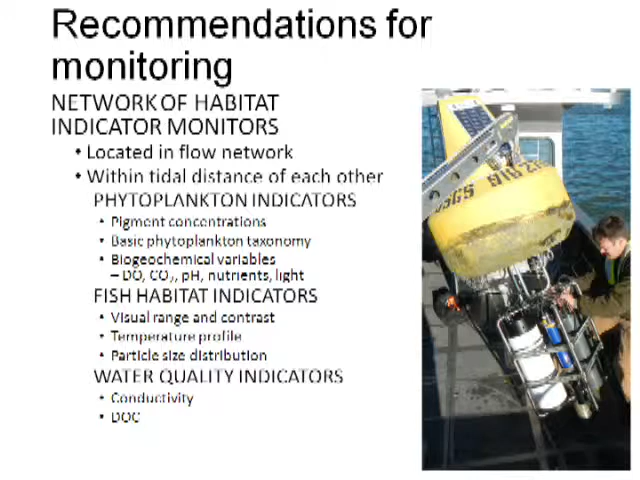 Recommendations for
monitoring
NETWORK OF HABITAT
INDICATOR MONITORS
• Located in flow network
• Within tidal distance of each other
PHYTOPLANKTON INDICATORS
• Pigment concentrations
• Basic phytoplankton taxonomy
• Biogeochemical variables
– DO, CO₂, pH, nutrients, light
FISH HABITAT INDICATORS
• Visual range and contrast
• Temperature profile
• Particle size distribution
WATER QUALITY INDICATORS
• Conductivity
• DOC
USGS